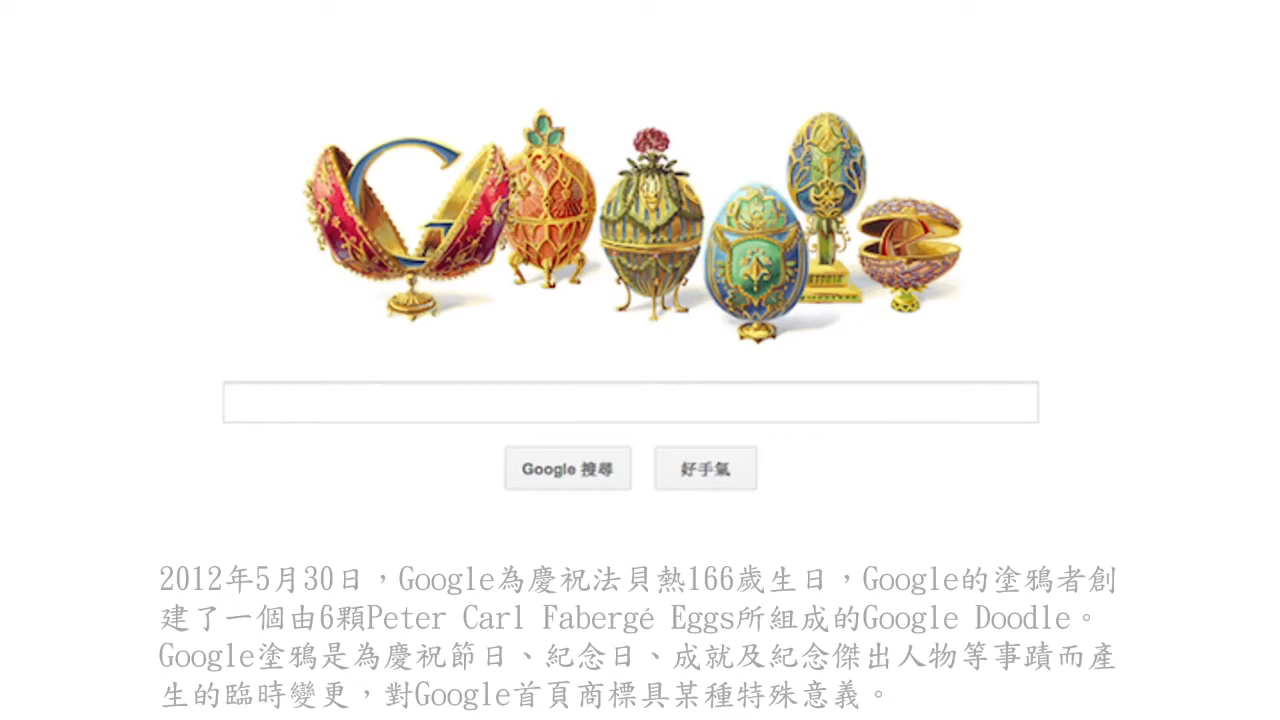 Google 搜尋
好手氣
2012年5月30日，Google為慶祝法貝熱166歲生日，Google的塗鴉者創
建了一個由6顆Peter Carl Fabergé Eggs所組成的Google Doodle。
Google塗鴉是為慶祝節日、紀念日、成就及紀念傑出人物等事蹟而產
生的臨時變更，對Google首頁商標具某種特殊意義。